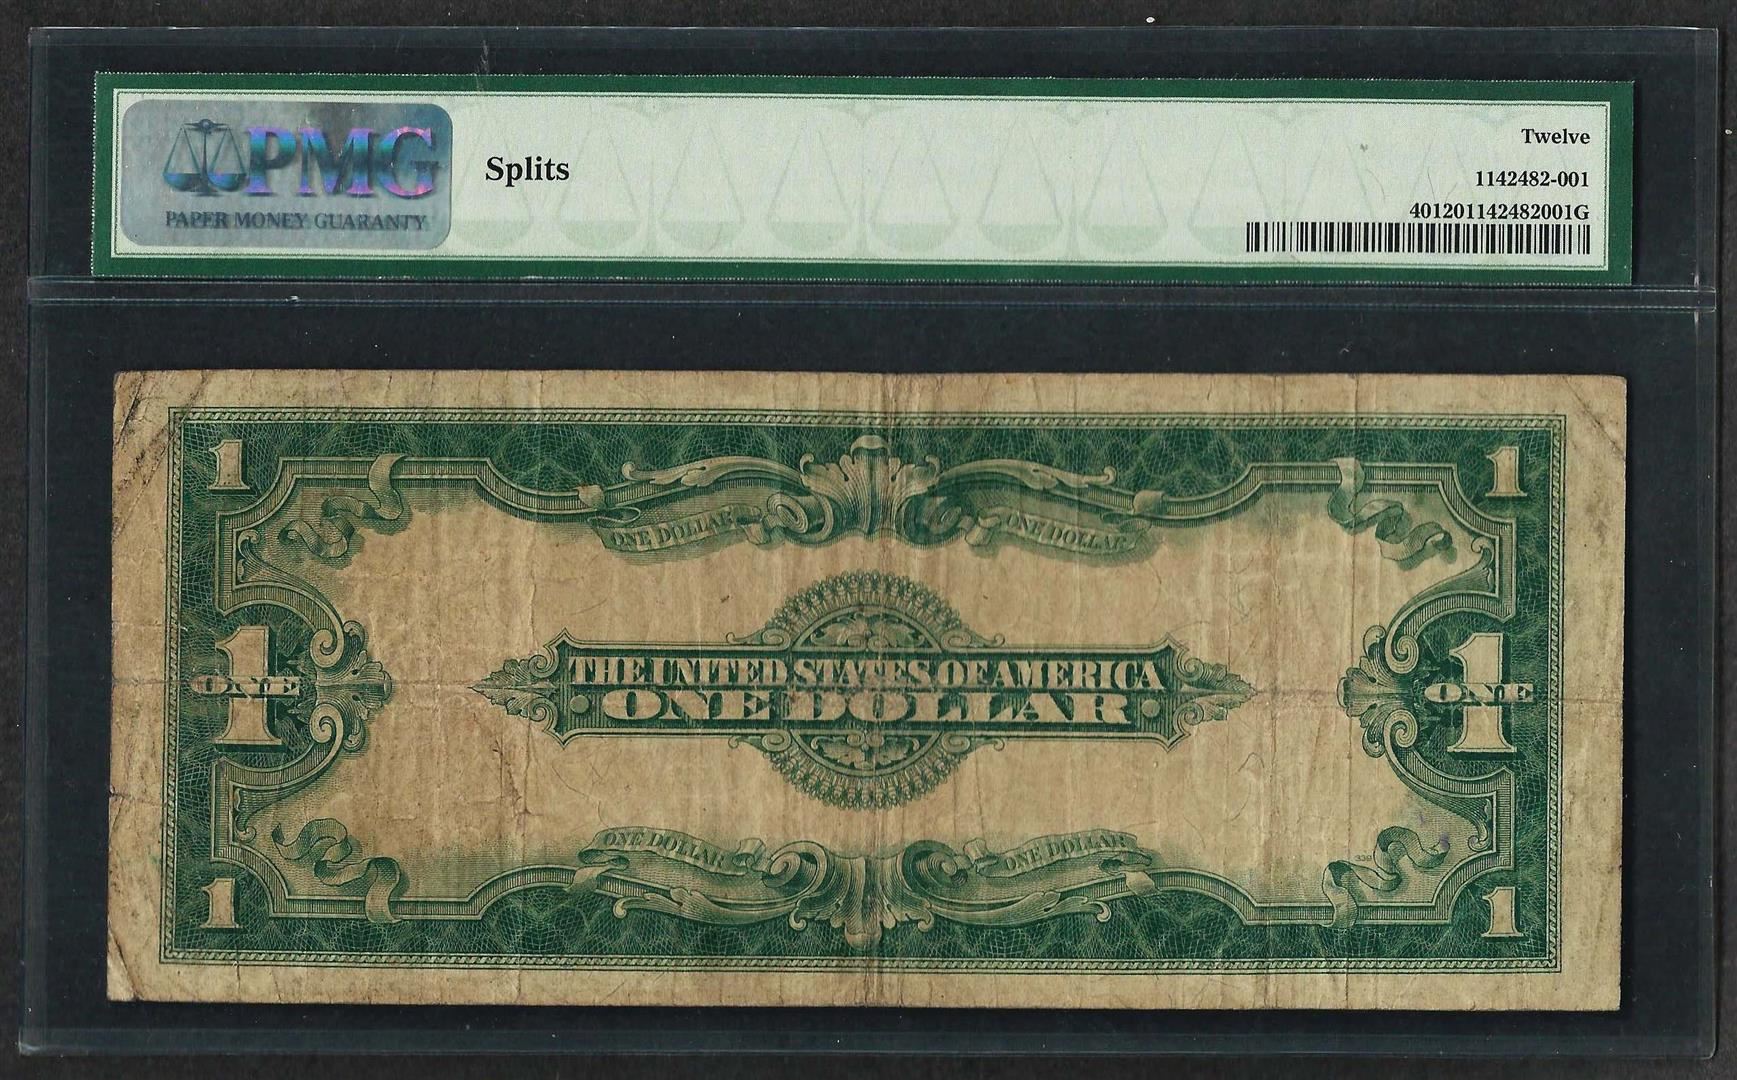 PMG
PAPER MONEY GUARANTY
Splits
Twelve
1142482-001
401201142482001G
1
1
ONE DOLLAR
ONE DOLLAR
1
ONE
THE UNITED STATES OF AMERICA
ONE DOLLAR
1
ONE
ONE DOLLAR
ONE DOLLAR
339
1
1